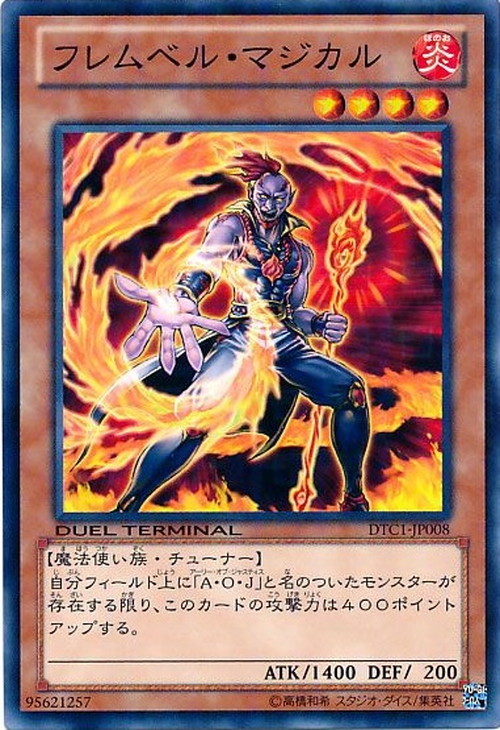 フレムベル・マジカル
ほのお
炎
DUEL TERMINAL
DTC1-JP008
【魔法使い族・チューナー】
自分フィールド上に「A・O・J」と名のついたモンスターが
存在する限り、このカードの攻撃力は４００ポイント
アップする。
ATK/1400 DEF/ 200
95621257
©高橋和希 スタジオ・ダイス/集英社